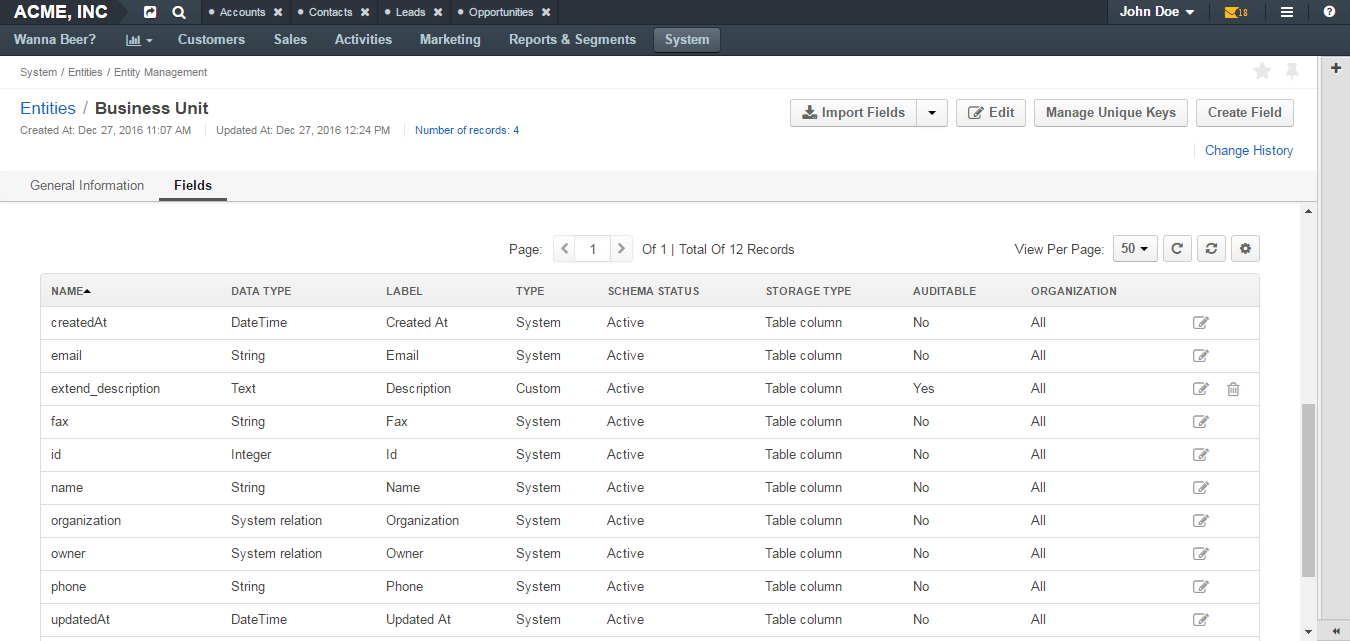 ACME, INC Accounts Contacts Leads Opportunities John Doe 18
Wanna Beer? Customers Sales Activities Marketing Reports & Segments System
System / Entities / Entity Management
Entities / Business Unit Import Fields Edit Manage Unique Keys Create Field
Created At: Dec 27, 2016 11:07 AM Updated At: Dec 27, 2016 12:24 PM Number of records: 4
Change History
General Information Fields
Page: 1 Of 1 | Total Of 12 Records View Per Page: 50
NAME DATA TYPE LABEL TYPE SCHEMA STATUS STORAGE TYPE AUDITABLE ORGANIZATION
createdAt DateTime Created At System Active Table column No All
email String Email System Active Table column No All
extend_description Text Description Custom Active Table column Yes All
fax String Fax System Active Table column No All
id Integer Id System Active Table column No All
name String Name System Active Table column No All
organization System relation Organization System Active Table column No All
owner System relation Owner System Active Table column No All
phone String Phone System Active Table column No All
updatedAt DateTime Updated At System Active Table column No All